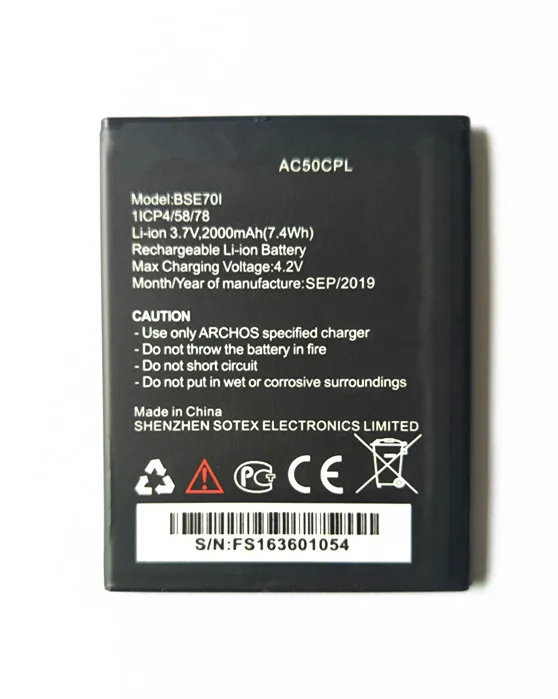 AC50CPL
Model:BSE70I
1ICP4/58/78
Li-ion 3.7V,2000mAh(7.4Wh)
Rechargeable Li-ion Battery
Max Charging Voltage:4.2V
Month/Year of manufacture:SEP/2019
CAUTION
- Use only ARCHOS specified charger
- Do not throw the battery in fire
- Do not short circuit
- Do not put in wet or corrosive surroundings
Made in China
SHENZHEN SOTEX ELECTRONICS LIMITED
S/N:FS163601054